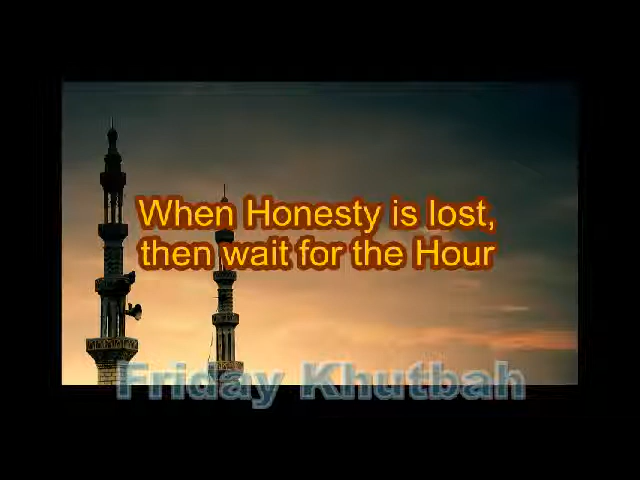 When Honesty is lost,
then wait for the Hour
Friday Khutbah